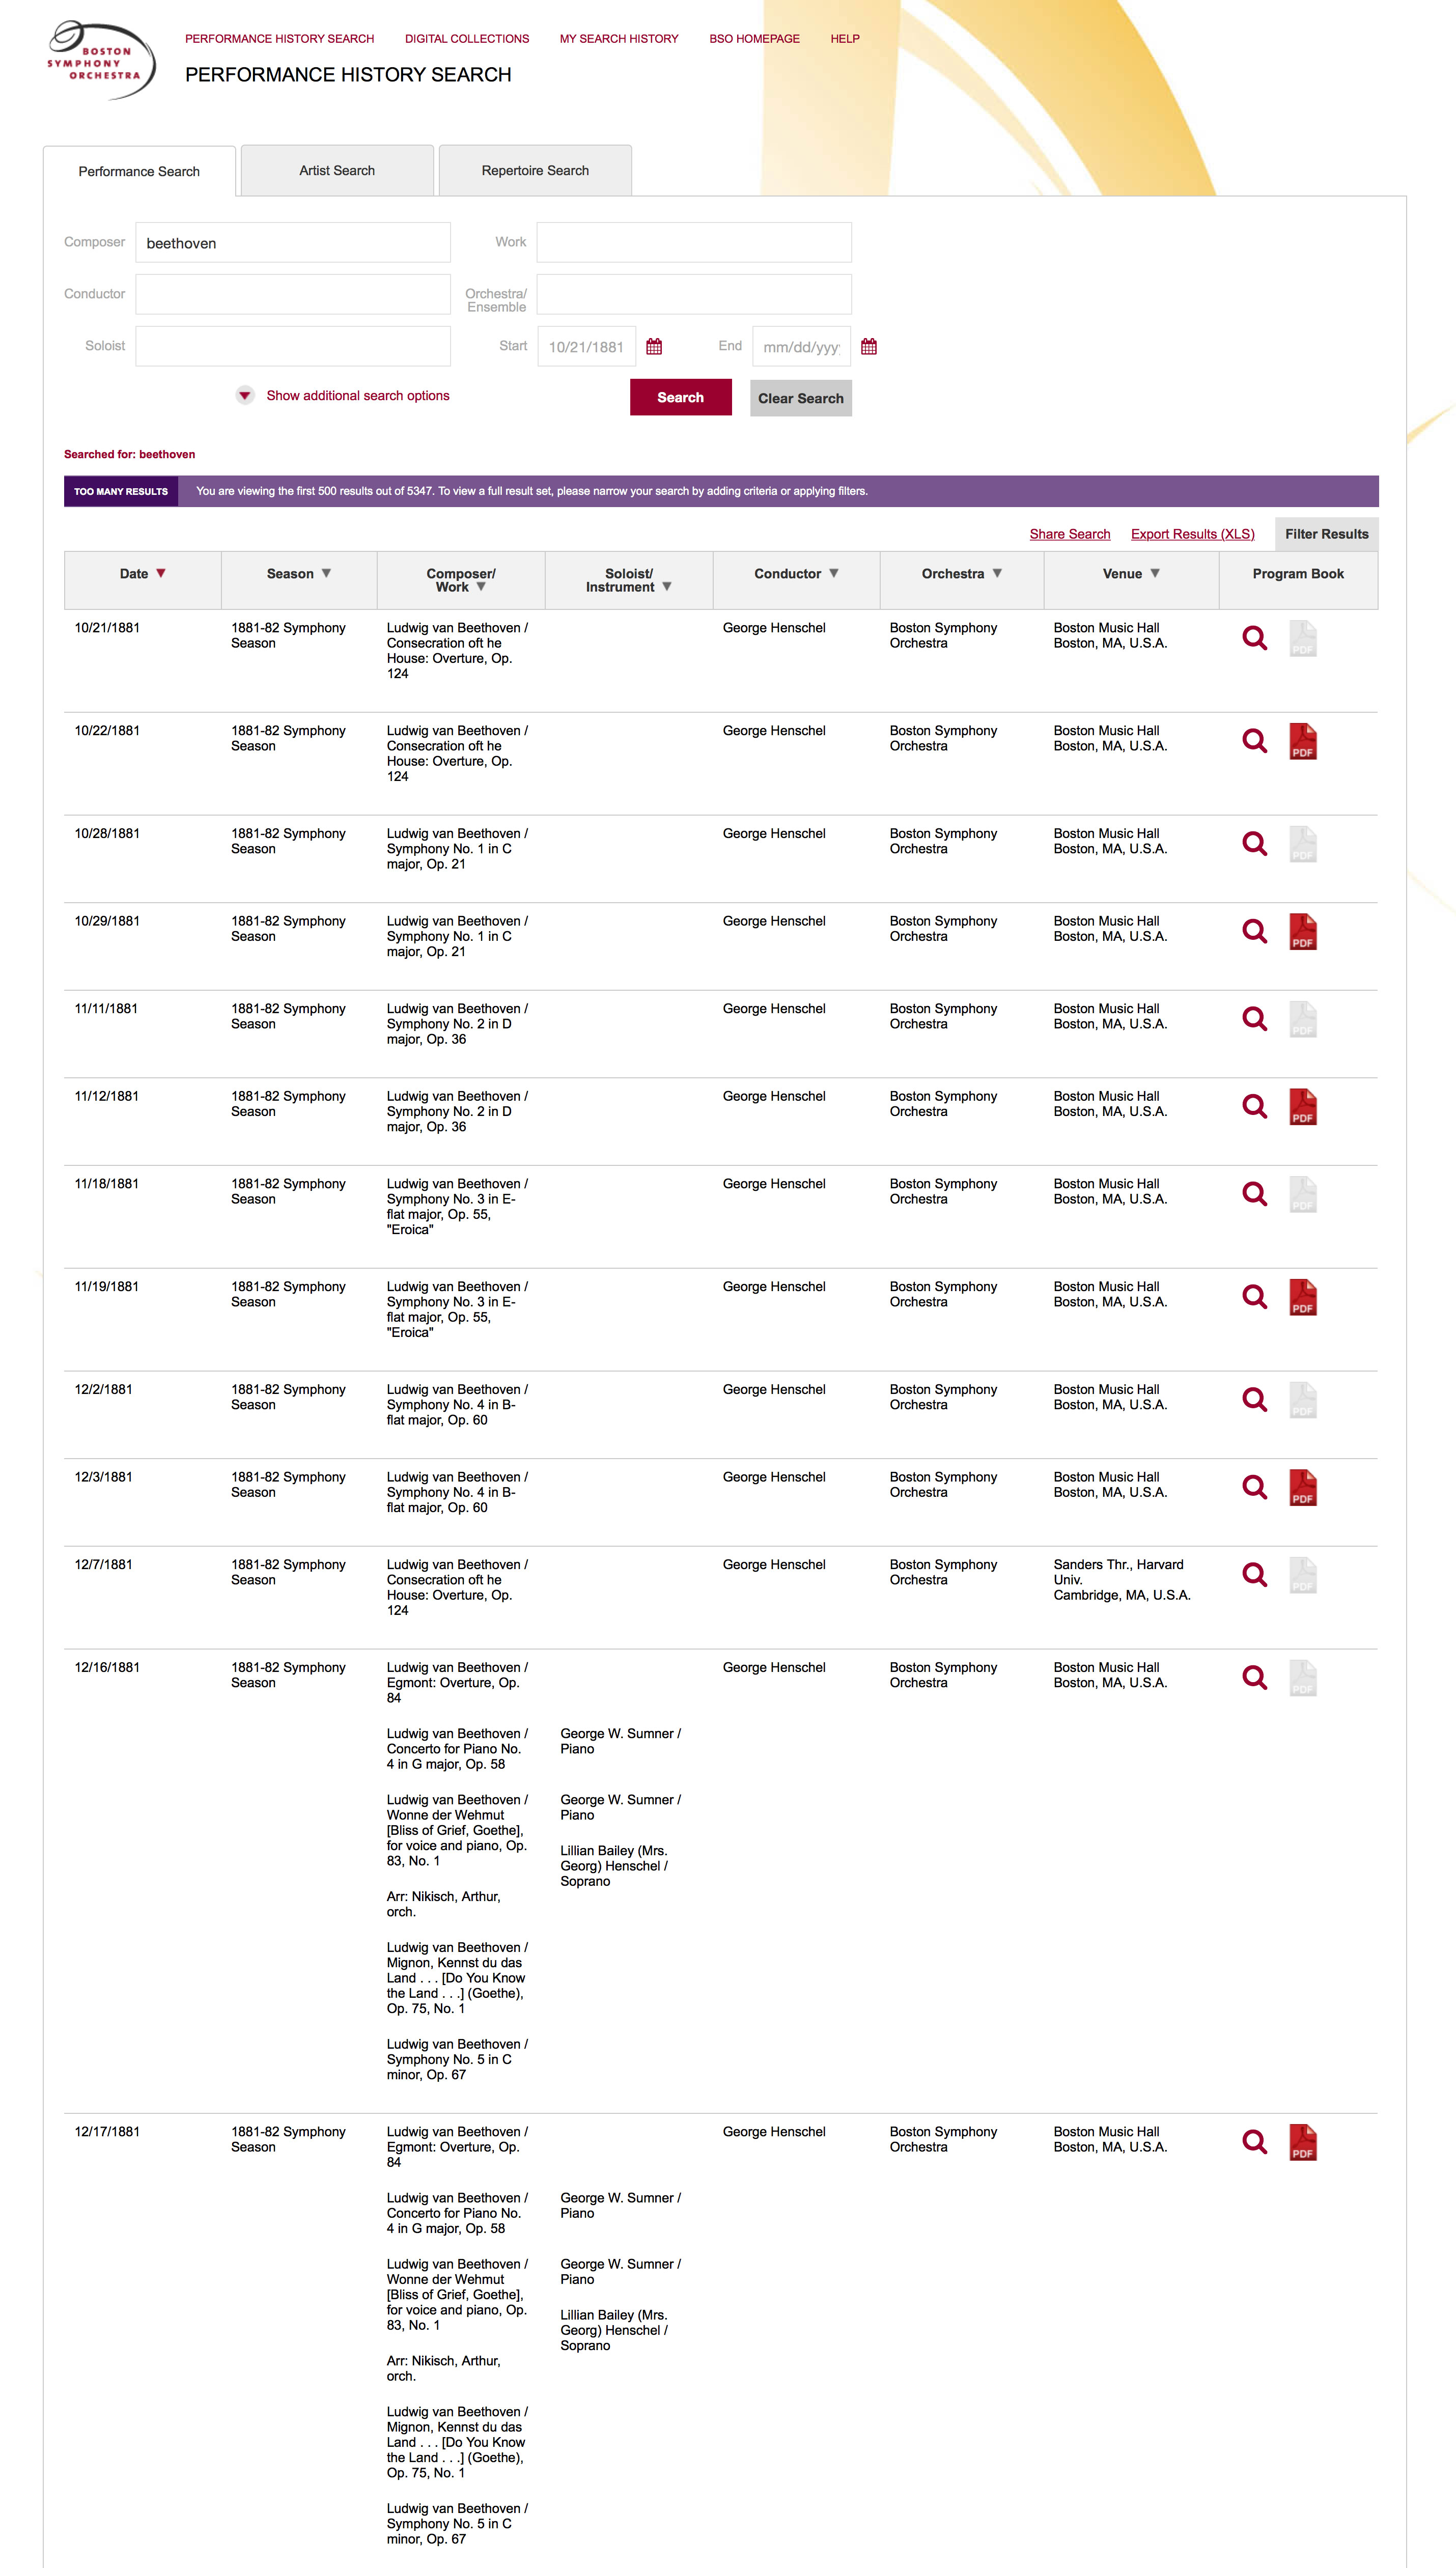 BOSTON
SYMPHONY
ORCHESTRA
PERFORMANCE HISTORY SEARCH DIGITAL COLLECTIONS MY SEARCH HISTORY BSO HOMEPAGE HELP
PERFORMANCE HISTORY SEARCH
Performance Search Artist Search Repertoire Search
Composer beethoven Work
Conductor Orchestra/
Ensemble
Soloist Start 10/21/1881 End mm/dd/yyy
Show additional search options Search Clear Search
Searched for: beethoven
TOO MANY RESULTS You are viewing the first 500 results out of 5347. To view a full result set, please narrow your search by adding criteria or applying filters.
Share Search Export Results (XLS) Filter Results
Date Season Composer/ Soloist/ Conductor Orchestra Venue Program Book
Work Instrument
10/21/1881 1881-82 Symphony Ludwig van Beethoven / George Henschel Boston Symphony Boston Music Hall
Season Consecration oft he Orchestra Boston, MA, U.S.A. PDF
House: Overture, Op.
124
10/22/1881 1881-82 Symphony Ludwig van Beethoven / George Henschel Boston Symphony Boston Music Hall
Season Consecration oft he Orchestra Boston, MA, U.S.A. PDF
House: Overture, Op.
124
10/28/1881 1881-82 Symphony Ludwig van Beethoven / George Henschel Boston Symphony Boston Music Hall
Season Symphony No. 1 in C Orchestra Boston, MA, U.S.A. PDF
major, Op. 21
10/29/1881 1881-82 Symphony Ludwig van Beethoven / George Henschel Boston Symphony Boston Music Hall
Season Symphony No. 1 in C Orchestra Boston, MA, U.S.A. PDF
major, Op. 21
11/11/1881 1881-82 Symphony Ludwig van Beethoven / George Henschel Boston Symphony Boston Music Hall
Season Symphony No. 2 in D Orchestra Boston, MA, U.S.A. PDF
major, Op. 36
11/12/1881 1881-82 Symphony Ludwig van Beethoven / George Henschel Boston Symphony Boston Music Hall
Season Symphony No. 2 in D Orchestra Boston, MA, U.S.A. PDF
major, Op. 36
11/18/1881 1881-82 Symphony Ludwig van Beethoven / George Henschel Boston Symphony Boston Music Hall
Season Symphony No. 3 in E- Orchestra Boston, MA, U.S.A. PDF
flat major, Op. 55,
"Eroica"
11/19/1881 1881-82 Symphony Ludwig van Beethoven / George Henschel Boston Symphony Boston Music Hall
Season Symphony No. 3 in E- Orchestra Boston, MA, U.S.A. PDF
flat major, Op. 55,
"Eroica"
12/2/1881 1881-82 Symphony Ludwig van Beethoven / George Henschel Boston Symphony Boston Music Hall
Season Symphony No. 4 in B- Orchestra Boston, MA, U.S.A. PDF
flat major, Op. 60
12/3/1881 1881-82 Symphony Ludwig van Beethoven / George Henschel Boston Symphony Boston Music Hall
Season Symphony No. 4 in B- Orchestra Boston, MA, U.S.A. PDF
flat major, Op. 60
12/7/1881 1881-82 Symphony Ludwig van Beethoven / George Henschel Boston Symphony Sanders Thr., Harvard
Season Consecration oft he Orchestra Univ. PDF
House: Overture, Op. Cambridge, MA, U.S.A.
124
12/16/1881 1881-82 Symphony Ludwig van Beethoven / George Henschel Boston Symphony Boston Music Hall
Season Egmont: Overture, Op. Orchestra Boston, MA, U.S.A. PDF
84
Ludwig van Beethoven / George W. Sumner /
Concerto for Piano No. Piano
4 in G major, Op. 58
Ludwig van Beethoven / George W. Sumner /
Wonne der Wehmut Piano
[Bliss of Grief, Goethe],
for voice and piano, Op. Lillian Bailey (Mrs.
83, No. 1 Georg) Henschel /
Soprano
Arr: Nikisch, Arthur,
orch.
Ludwig van Beethoven /
Mignon, Kennst du das
Land . . . [Do You Know
the Land . . .] (Goethe),
Op. 75, No. 1
Ludwig van Beethoven /
Symphony No. 5 in C
minor, Op. 67
12/17/1881 1881-82 Symphony Ludwig van Beethoven / George Henschel Boston Symphony Boston Music Hall
Season Egmont: Overture, Op. Orchestra Boston, MA, U.S.A. PDF
84
Ludwig van Beethoven / George W. Sumner /
Concerto for Piano No. Piano
4 in G major, Op. 58
Ludwig van Beethoven / George W. Sumner /
Wonne der Wehmut Piano
[Bliss of Grief, Goethe],
for voice and piano, Op. Lillian Bailey (Mrs.
83, No. 1 Georg) Henschel /
Soprano
Arr: Nikisch, Arthur,
orch.
Ludwig van Beethoven /
Mignon, Kennst du das
Land . . . [Do You Know
the Land . . .] (Goethe),
Op. 75, No. 1
Ludwig van Beethoven /
Symphony No. 5 in C
minor, Op. 67